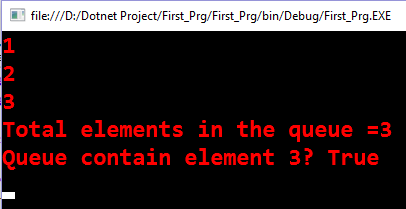 file:///D:/Dotnet Project/First_Prg/First_Prg/bin/Debug/First_Prg.EXE
1
2
3
Total elements in the queue =3
Queue contain element 3? True